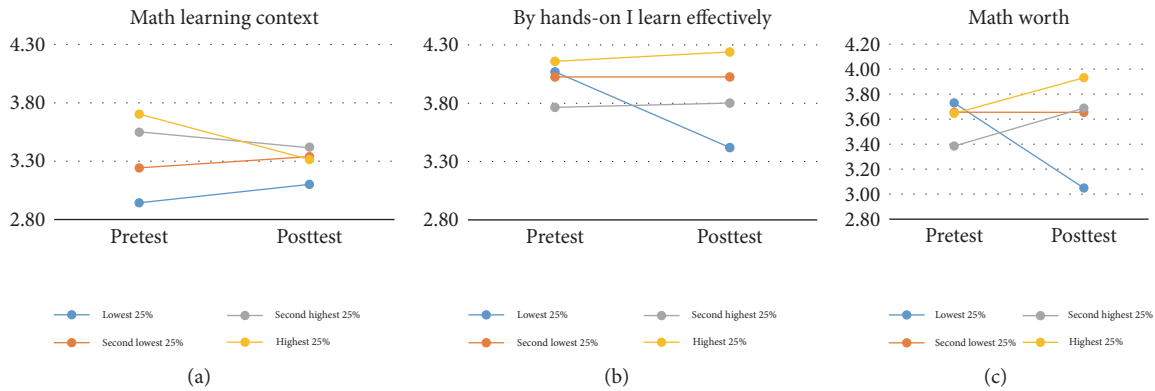 Math learning context
4.30
3.80
3.30
2.80
Pretest
Posttest
Lowest 25%
Second highest 25%
Second lowest 25%
Highest 25%
(a)
By hands-on I learn effectively
4.30
3.80
3.30
2.80
Pretest
Posttest
Lowest 25%
Second highest 25%
Second lowest 25%
Highest 25%
(b)
Math worth
4.20
4.00
3.80
3.60
3.40
3.20
3.00
2.80
Pretest
Posttest
Lowest 25%
Second highest 25%
Second lowest 25%
Highest 25%
(c)